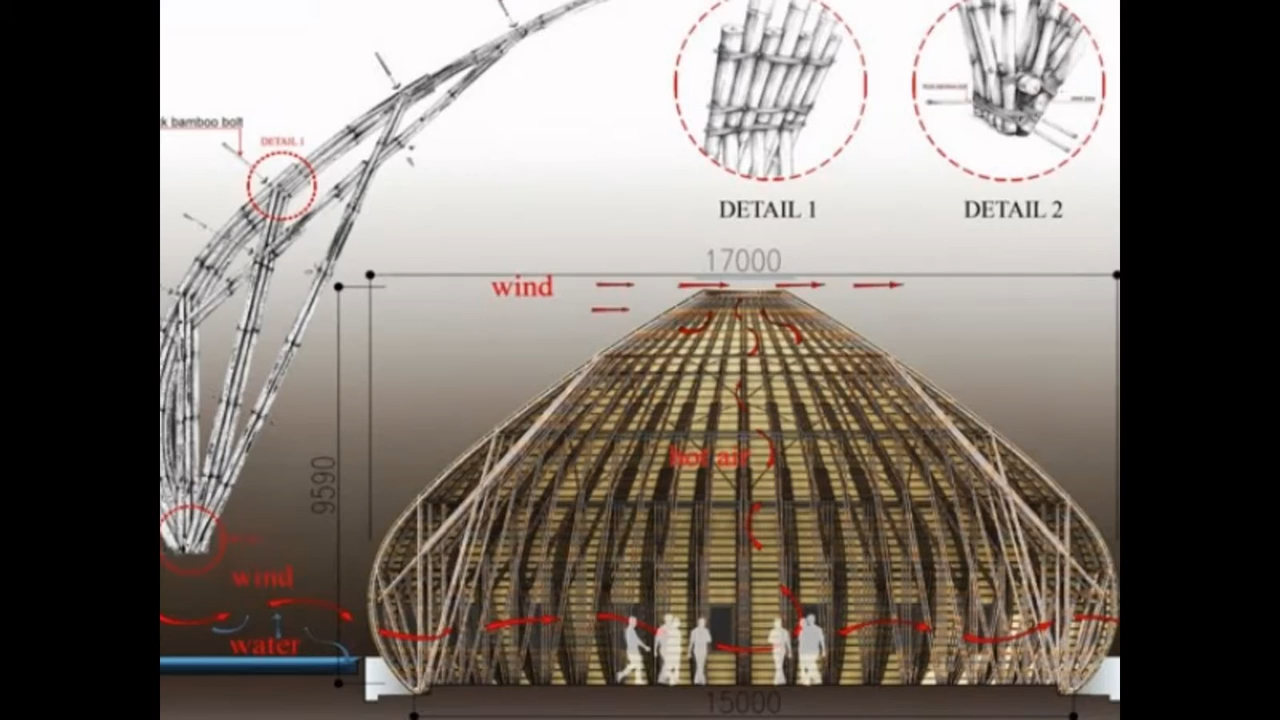 k bamboo bolt
DETAIL 1
DETAIL 1
DETAIL 2
17000
wind
9590
hot air
wind
water
15000